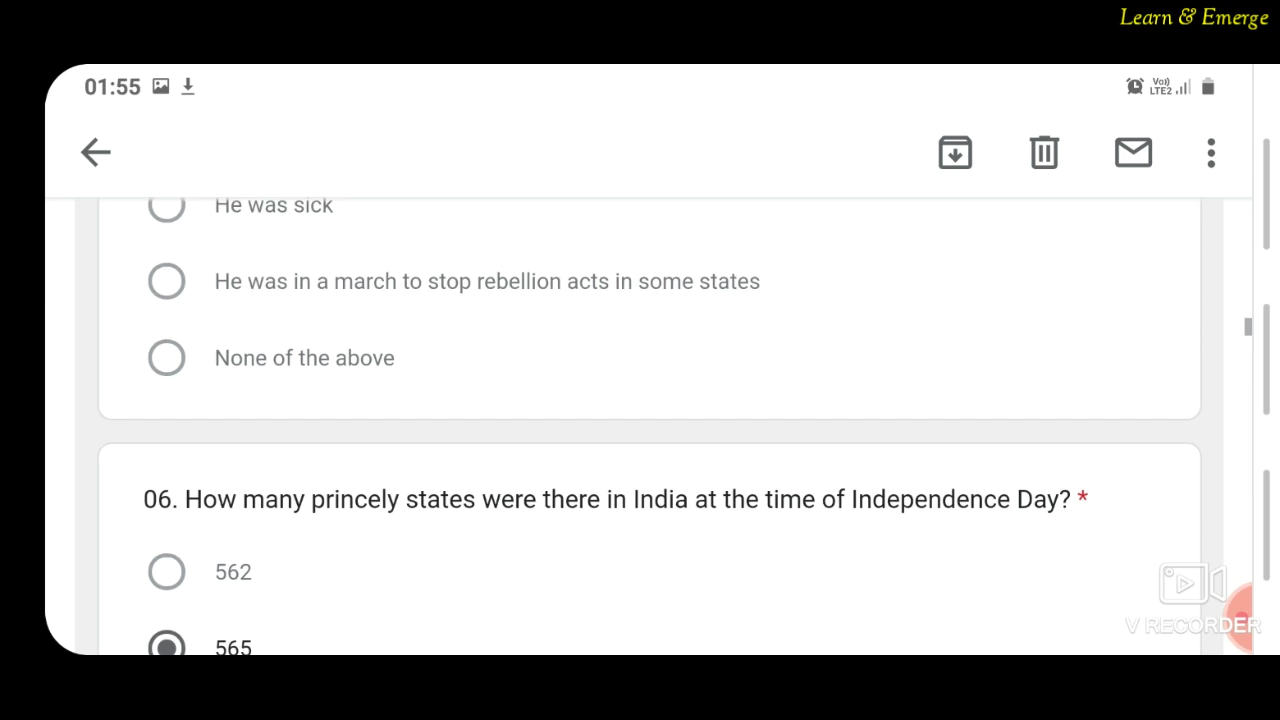 Learn & Emerge
01:55
Vo))
LTE2
He was sick
He was in a march to stop rebellion acts in some states
None of the above
06. How many princely states were there in India at the time of Independence Day? *
562
565
V RECORDER